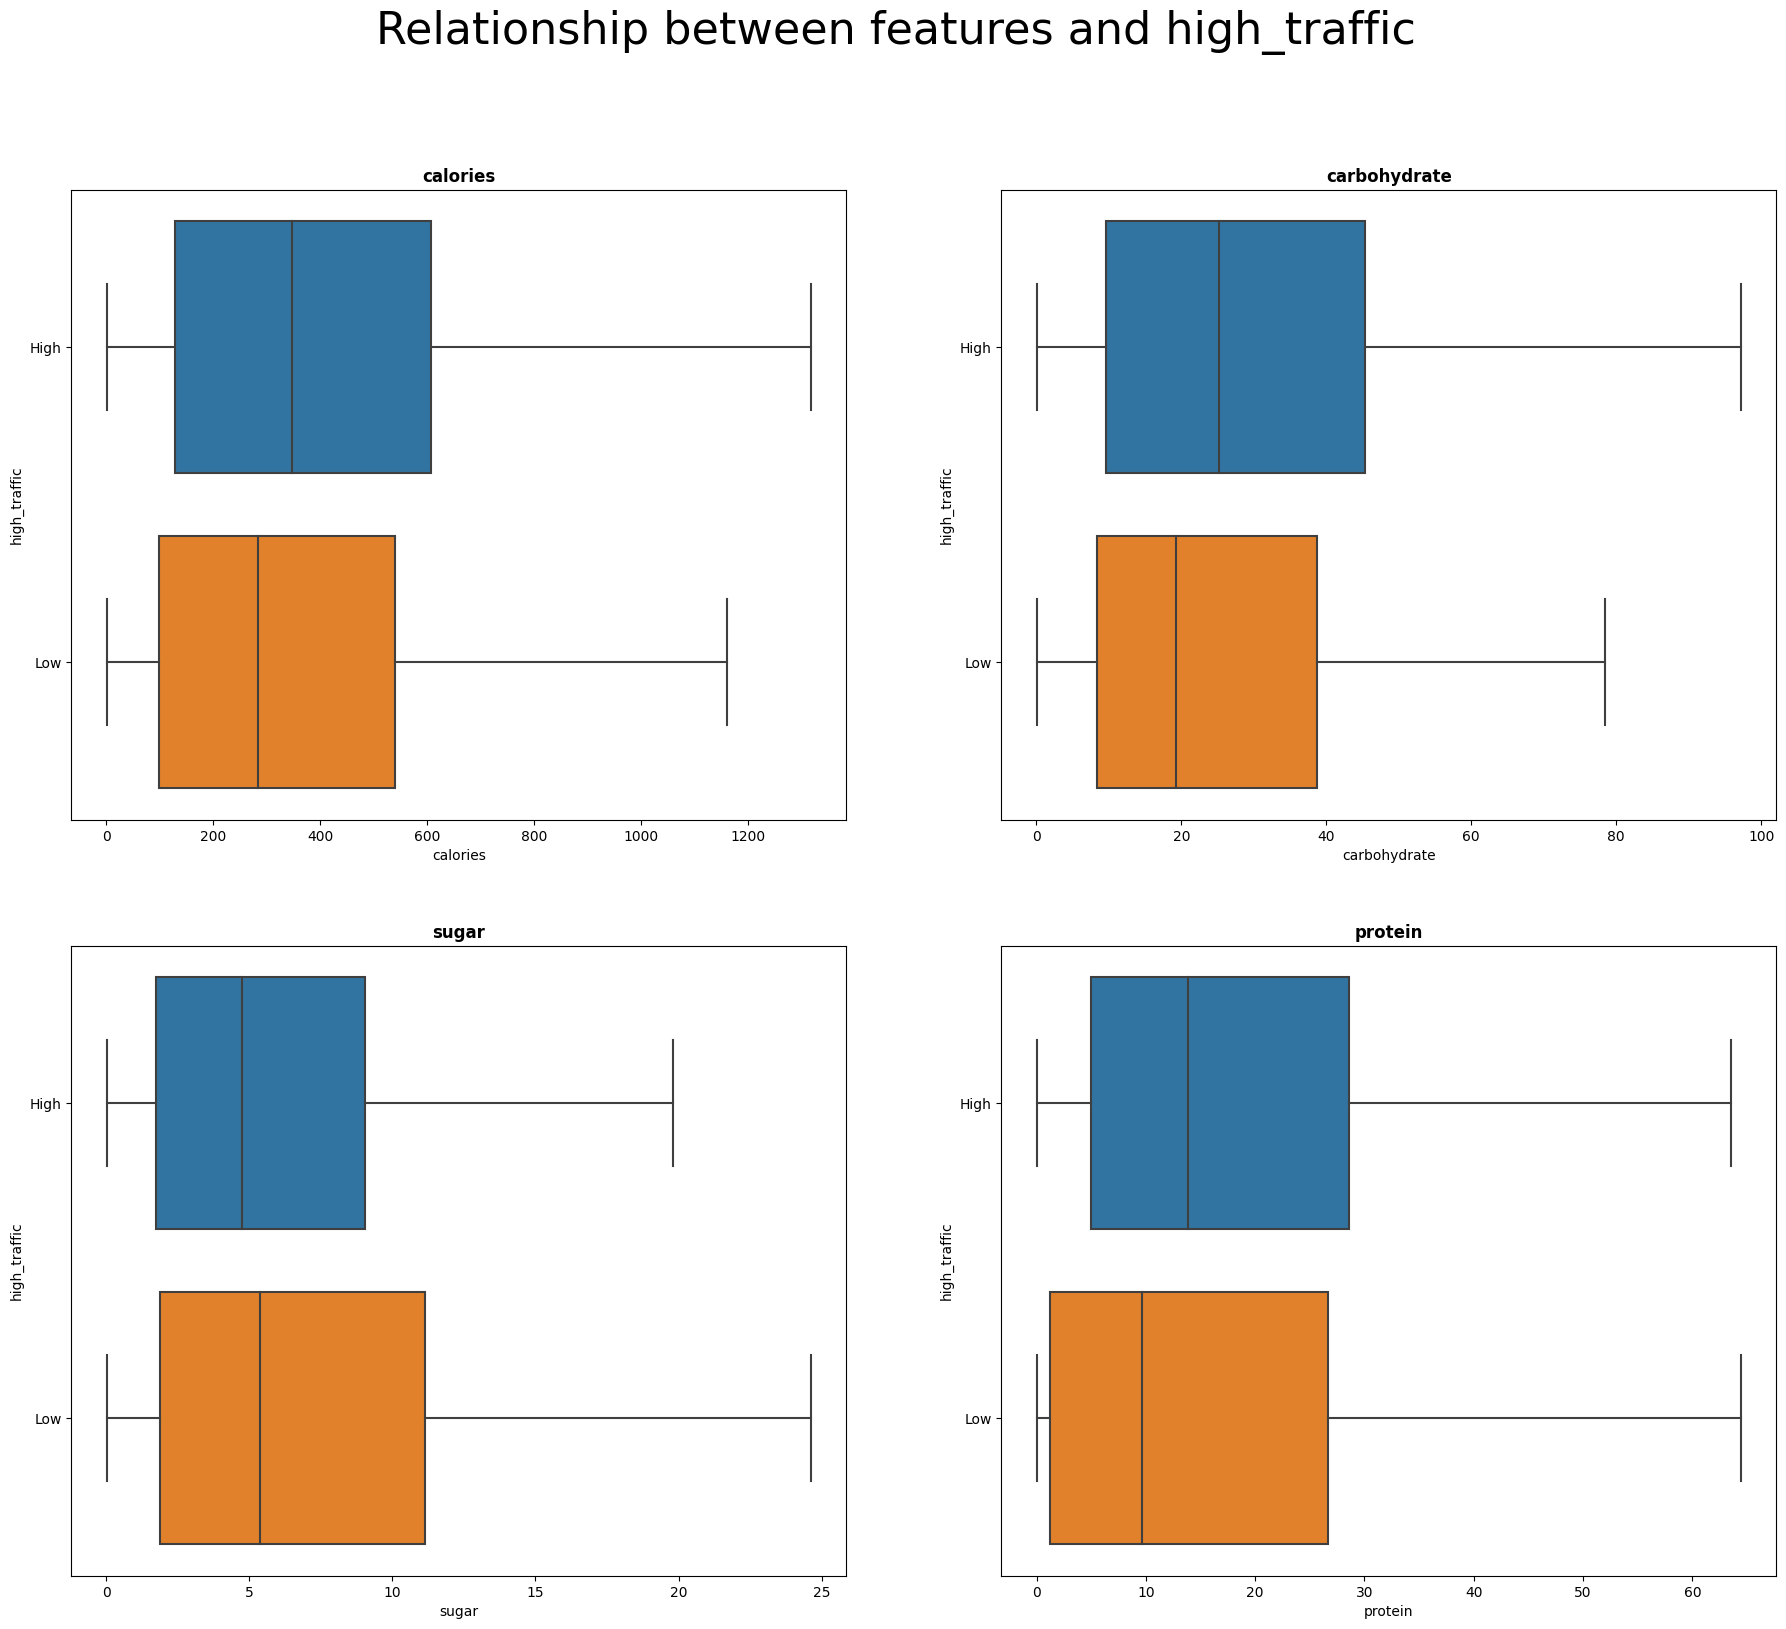 Relationship between features and high_traffic
calories
high_traffic
High
Low
0 200 400 600 800 1000 1200
calories
carbohydrate
high_traffic
High
Low
0 20 40 60 80 100
carbohydrate
sugar
high_traffic
High
Low
0 5 10 15 20 25
sugar
protein
high_traffic
High
Low
0 10 20 30 40 50 60
protein